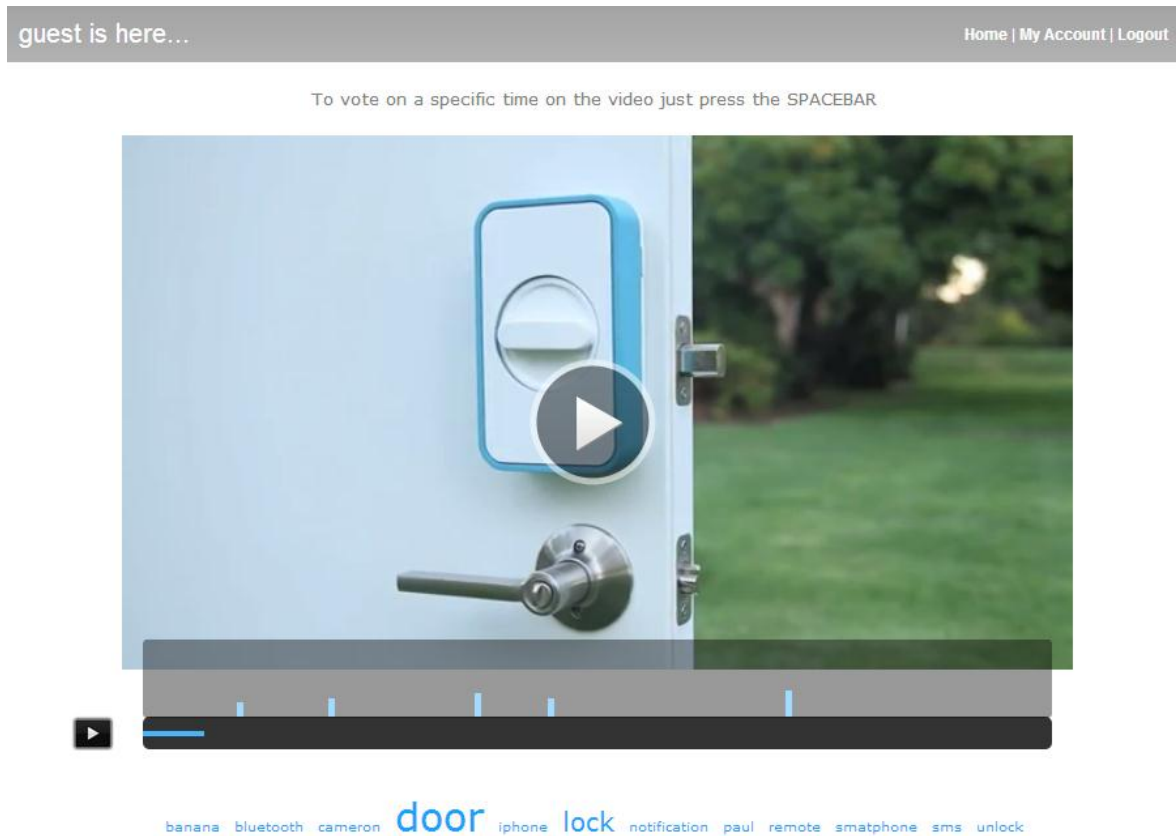 guest is here...
Home | My Account | Logout
To vote on a specific time on the video just press the SPACEBAR
banana bluetooth cameron door iphone lock notification paul remote smatphone sms unlock